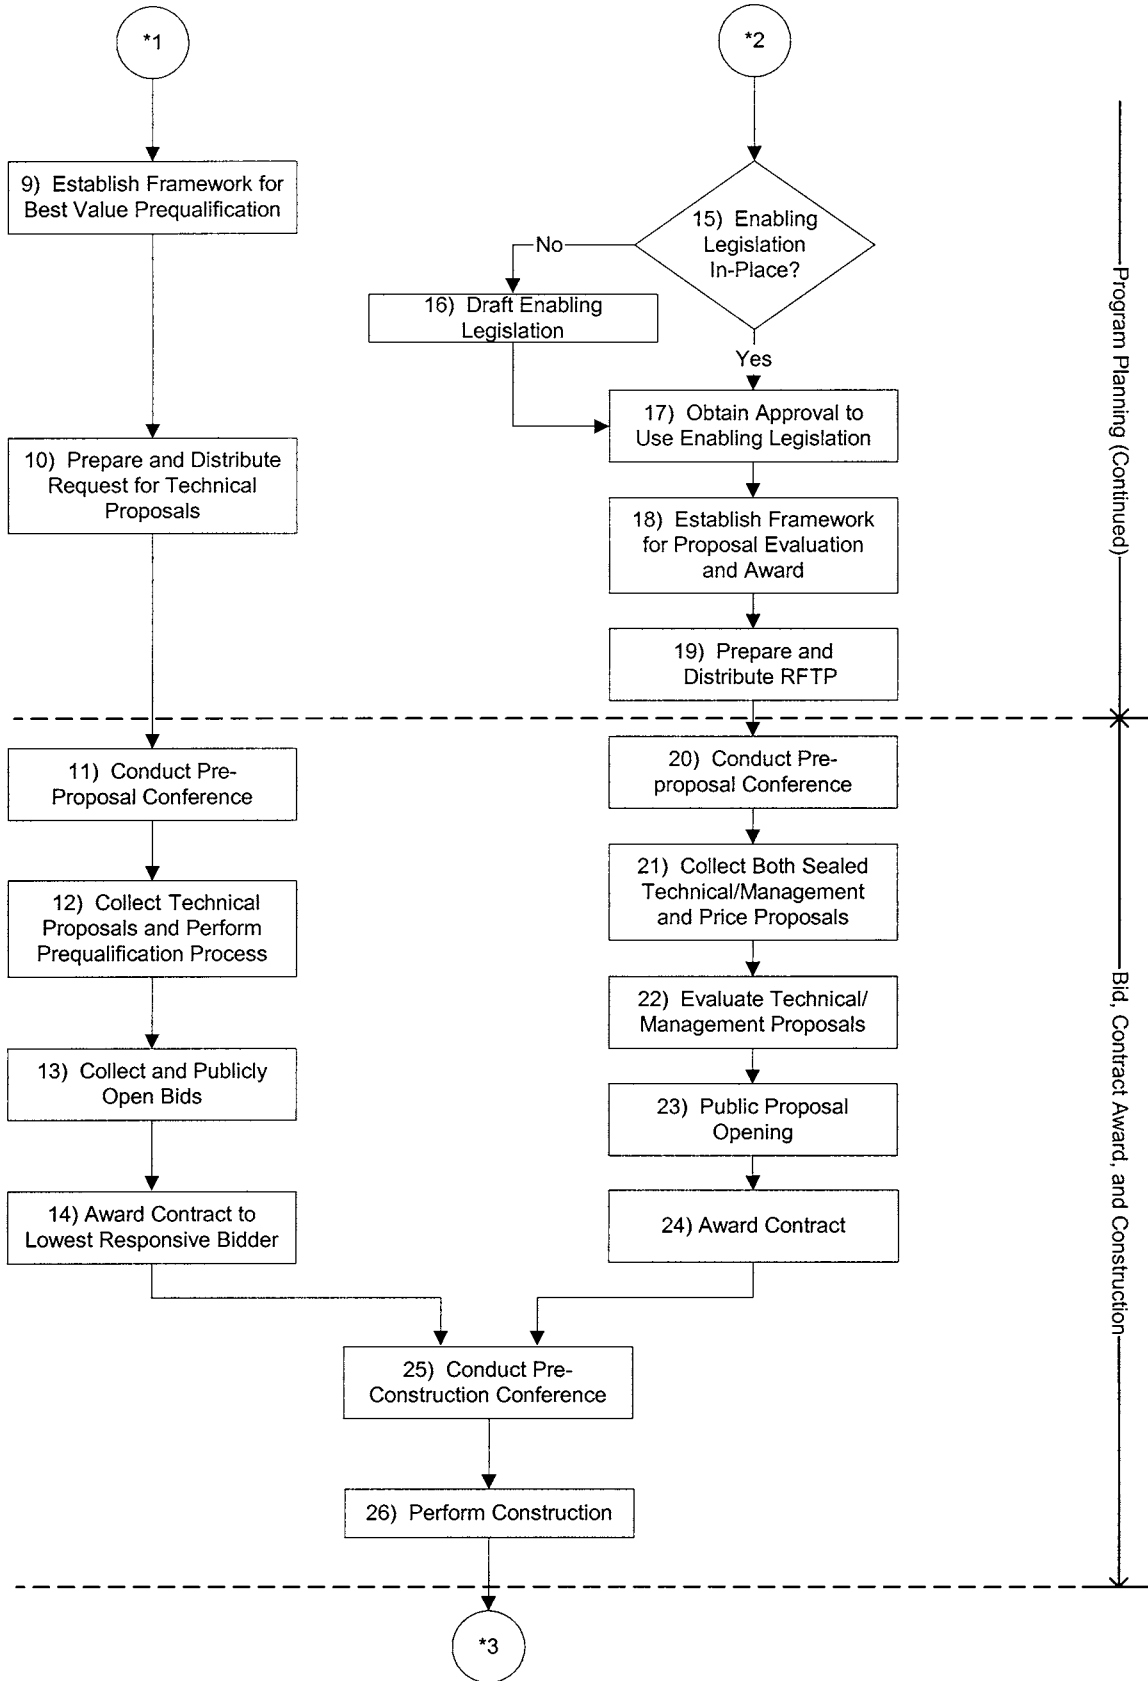 *1
*2
9) Establish Framework for
Best Value Prequalification
15) Enabling
Legislation
In-Place?
No
16) Draft Enabling
Legislation
Yes
17) Obtain Approval to
Use Enabling Legislation
10) Prepare and Distribute
Request for Technical
Proposals
18) Establish Framework
for Proposal Evaluation
and Award
19) Prepare and
Distribute RFTP
Program Planning (Continued)
11) Conduct Pre-
Proposal Conference
20) Conduct Pre-
proposal Conference
12) Collect Technical
Proposals and Perform
Prequalification Process
21) Collect Both Sealed
Technical/Management
and Price Proposals
22) Evaluate Technical/
Management Proposals
13) Collect and Publicly
Open Bids
23) Public Proposal
Opening
14) Award Contract to
Lowest Responsive Bidder
24) Award Contract
25) Conduct Pre-
Construction Conference
26) Perform Construction
Bid, Contract Award, and Construction
*3